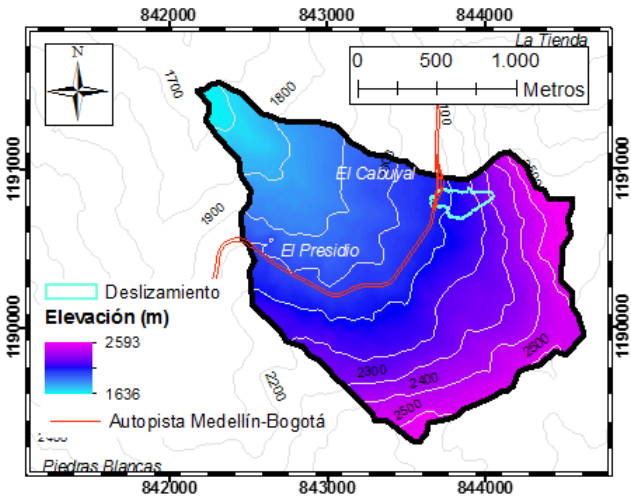 842000 843000 844000
La Tienda
N
0 500 1.000
Metros
1700
1800
2500
1191000 1191000
El Cabuyal
1900
El Presidio
Deslizamiento
Elevación (m)
2593
1636
1190000 1190000
2300
2400
2500
2500
2200
Autopista Medellín-Bogotá
Piedras Blancas
842000 843000 844000